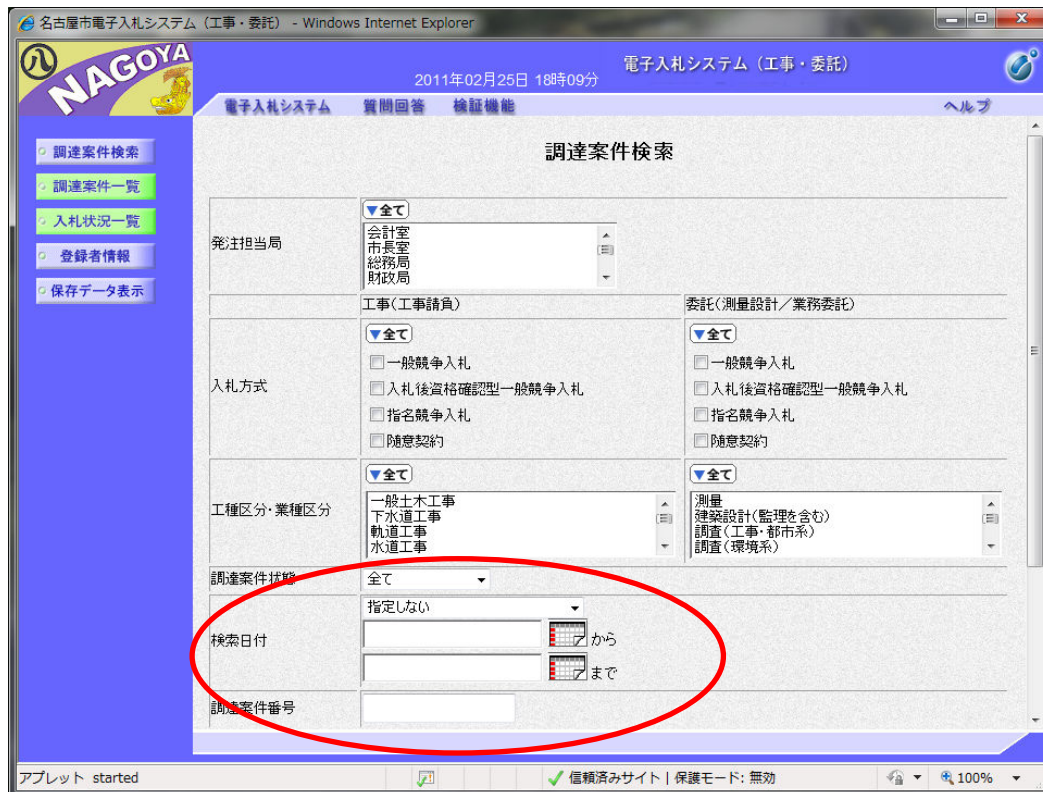 名古屋市電子入札システム（工事・委託） - Windows Internet Explorer
八
NAGOYA
2011年02月25日 18時09分
電子入札システム（工事・委託）
電子入札システム 質問回答 検証機能 ヘルプ
調達案件検索
調達案件一覧
入札状況一覧
登録者情報
保存データ表示
調達案件検索
発注担当局
▼全て
会計室
市長室
総務局
財政局
工事(工事請負) 委託(測量設計／業務委託)
入札方式
▼全て ▼全て
一般競争入札 一般競争入札
入札後資格確認型一般競争入札 入札後資格確認型一般競争入札
指名競争入札 指名競争入札
随意契約 随意契約
工種区分・業種区分
▼全て ▼全て
一般土木工事 測量
下水道工事 建築設計(監理を含む)
軌道工事 調査(工事・都市系)
水道工事 調査(環境系)
調達案件状態 全て
検索日付 指定しない
から
まで
調達案件番号
アプレット started
信頼済みサイト | 保護モード: 無効
100%